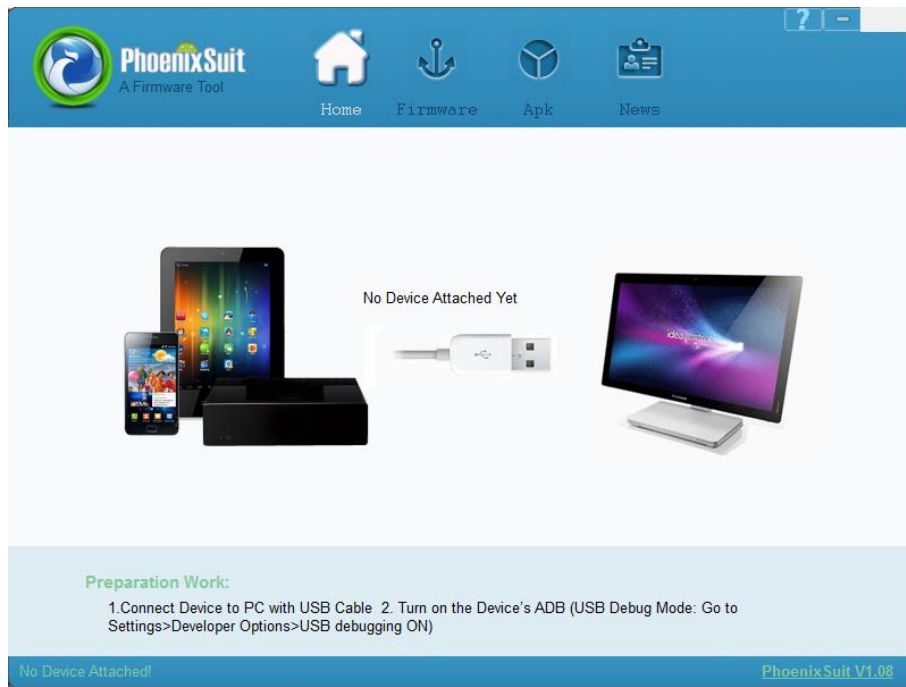 PhoenixSuit
A Firmware Tool
Home
Firmware
Apk
News
?
No Device Attached Yet
Preparation Work:
1.Connect Device to PC with USB Cable 2. Turn on the Device's ADB (USB Debug Mode: Go to
Settings>Developer Options>USB debugging ON)
No Device Attached!
PhoenixSuit V1.08